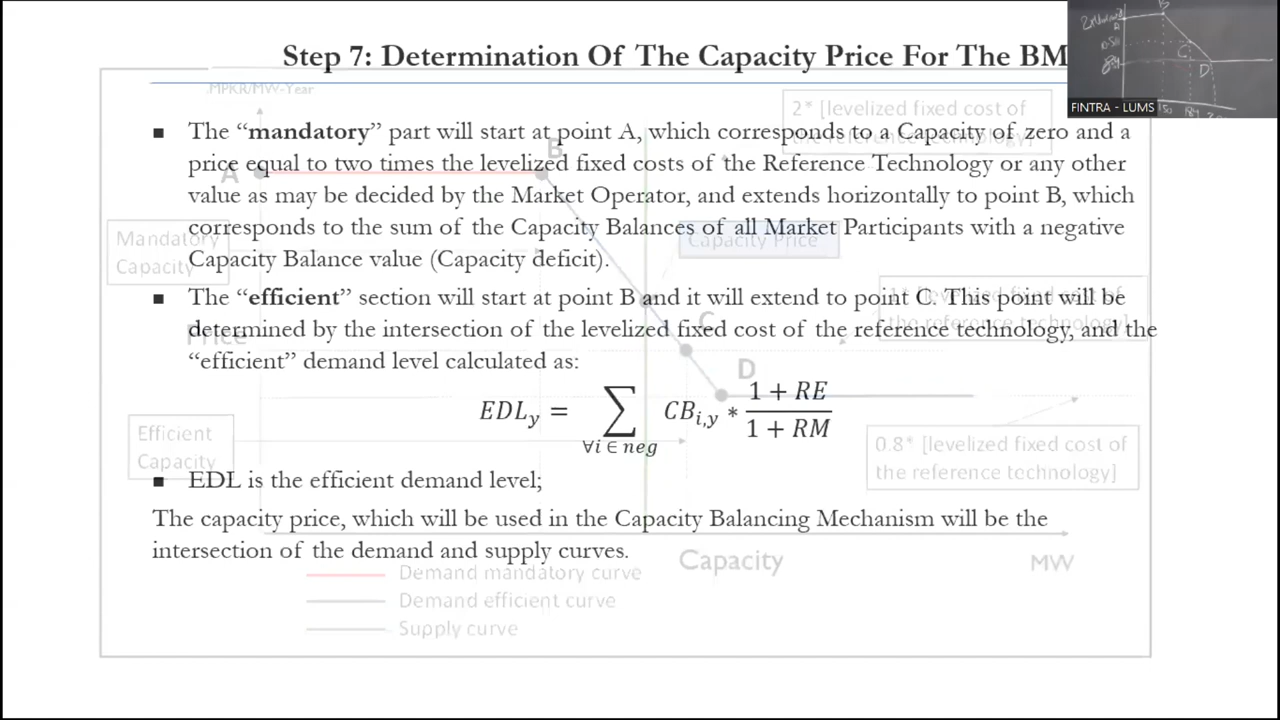 Step 7: Determination Of The Capacity Price For The BM
MPKR/MW-Year
2* [levelized fixed cost of
the reference technology]
FINTRA - LUMS
B
C
D
▪ The “mandatory” part will start at point A, which corresponds to a Capacity of zero and a
price equal to two times the levelized fixed costs of the Reference Technology or any other
value as may be decided by the Market Operator, and extends horizontally to point B, which
corresponds to the sum of the Capacity Balances of all Market Participants with a negative
Capacity Balance value (Capacity deficit).
A
B
Mandatory
Capacity
Capacity Price
▪ The “efficient” section will start at point B and it will extend to point C. This point will be
determined by the intersection of the levelized fixed cost of the reference technology, and the
“efficient” demand level calculated as:
Price
C
D
EDL_y = ∑ CB_{i,y} * 1 + RE / 1 + RM
∀i ∈ neg
Efficient
Capacity
0.8* [levelized fixed cost of
the reference technology]
▪ EDL is the efficient demand level;
The capacity price, which will be used in the Capacity Balancing Mechanism will be the
intersection of the demand and supply curves.
Capacity
MW
Demand mandatory curve
Demand efficient curve
Supply curve